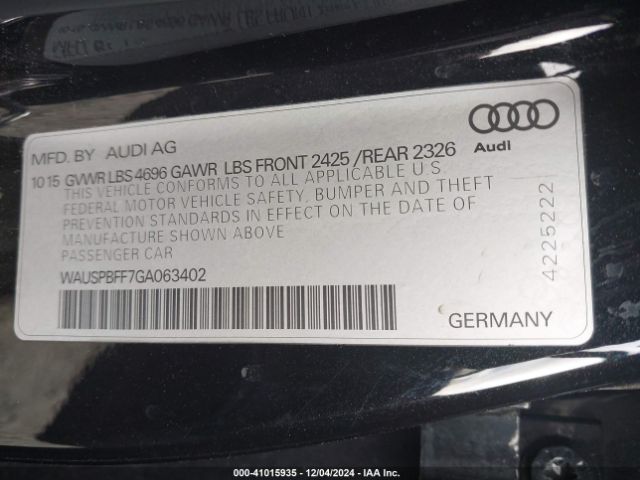 MFD. BY AUDI AG
Audi
10 15 GVWR LBS 4696 GAWR LBS FRONT 2425 /REAR 2326
THIS VEHICLE CONFORMS TO ALL APPLICABLE U.S.
FEDERAL MOTOR VEHICLE SAFETY, BUMPER AND THEFT
PREVENTION STANDARDS IN EFFECT ON THE DATE OF
MANUFACTURE SHOWN ABOVE
PASSENGER CAR
WAUSPBFF7GA063402
4225222
GERMANY
000-41015935 - 12/04/2024 - IAA Inc.